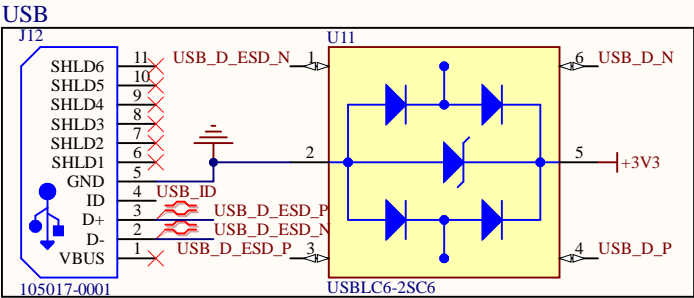 USB
J12
U11
SHLD6 11 USB_D_ESD_N 1 6 USB_D_N
SHLD5 10
SHLD4 9
SHLD3 8
SHLD2 7
SHLD1 6 2 5 +3V3
GND 5
ID 4 USB_ID
D+ 3 USB_D_ESD_P
D- 2 USB_D_ESD_N
VBUS 1 USB_D_ESD_P 3 4 USB_D_P
105017-0001
USBLC6-2SC6